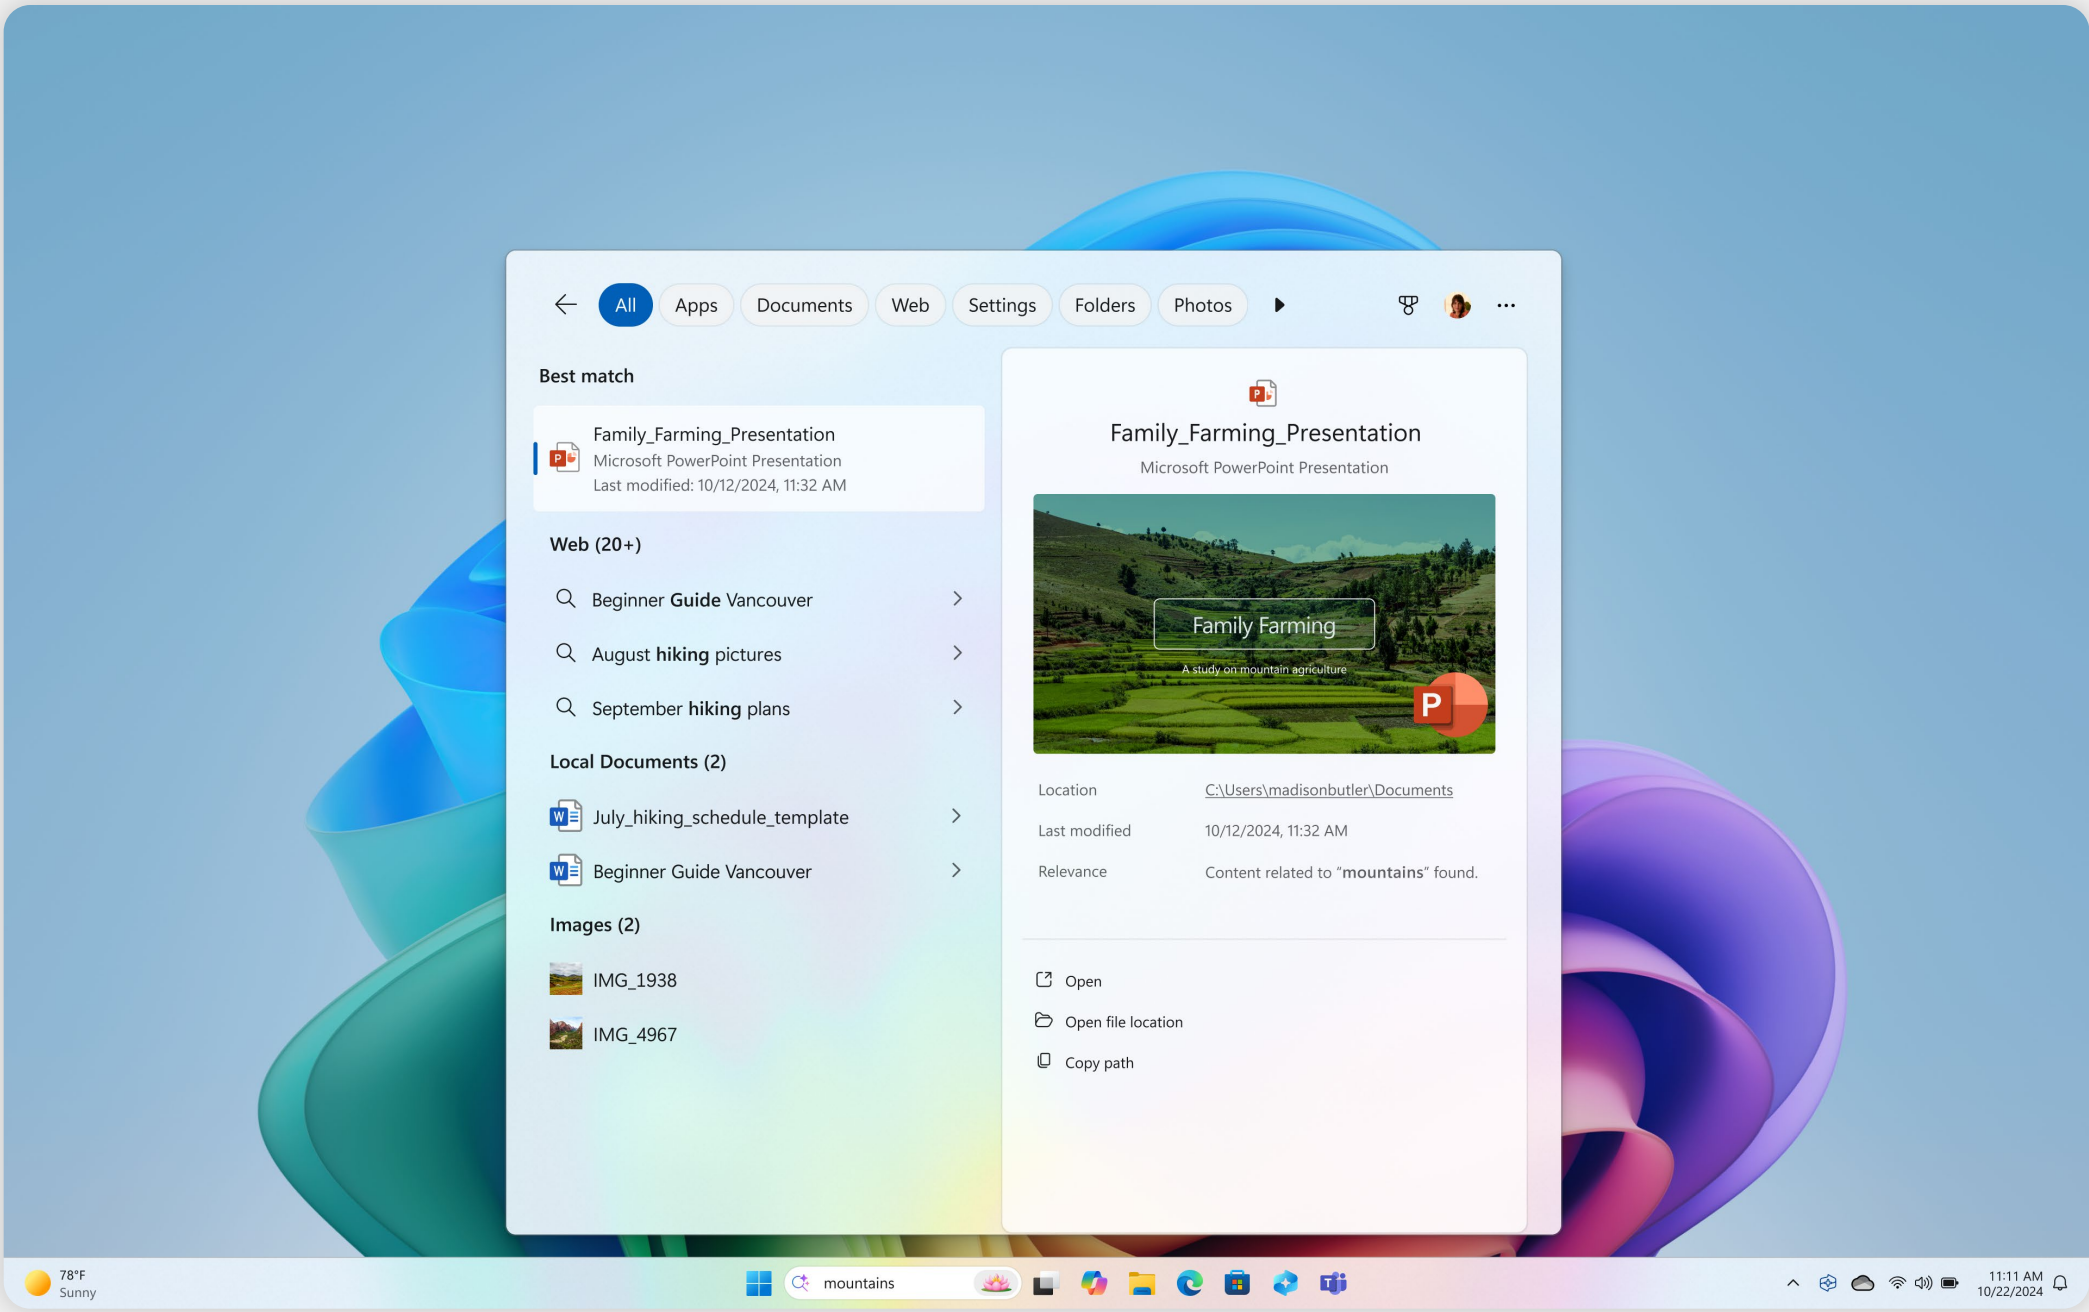 All
Apps
Documents
Web
Settings
Folders
Photos
Best match
Family_Farming_Presentation
Microsoft PowerPoint Presentation
Last modified: 10/12/2024, 11:32 AM
Web (20+)
Beginner Guide Vancouver
August hiking pictures
September hiking plans
Local Documents (2)
July_hiking_schedule_template
Beginner Guide Vancouver
Images (2)
IMG_1938
IMG_4967
Family_Farming_Presentation
Microsoft PowerPoint Presentation
Family Farming
A study on mountain agriculture
P
Location C:\Users\madisonbutler\Documents
Last modified 10/12/2024, 11:32 AM
Relevance Content related to “mountains” found.
Open
Open file location
Copy path
78°F
Sunny
mountains
11:11 AM
10/22/2024